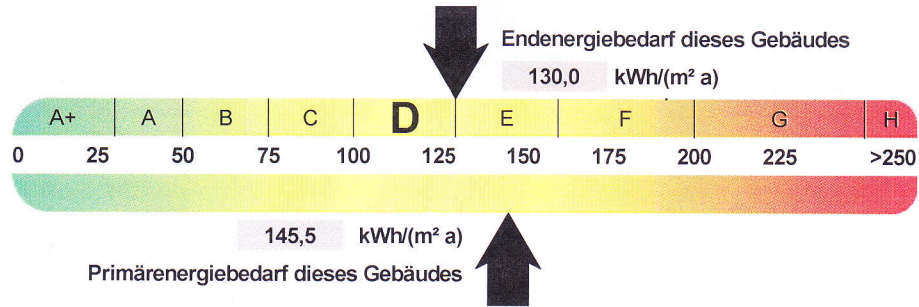 Endenergiebedarf dieses Gebäudes
130,0 kWh/(m² a)
A+ A B C D E F G H
0 25 50 75 100 125 150 175 200 225 >250
145,5 kWh/(m² a)
Primärenergiebedarf dieses Gebäudes